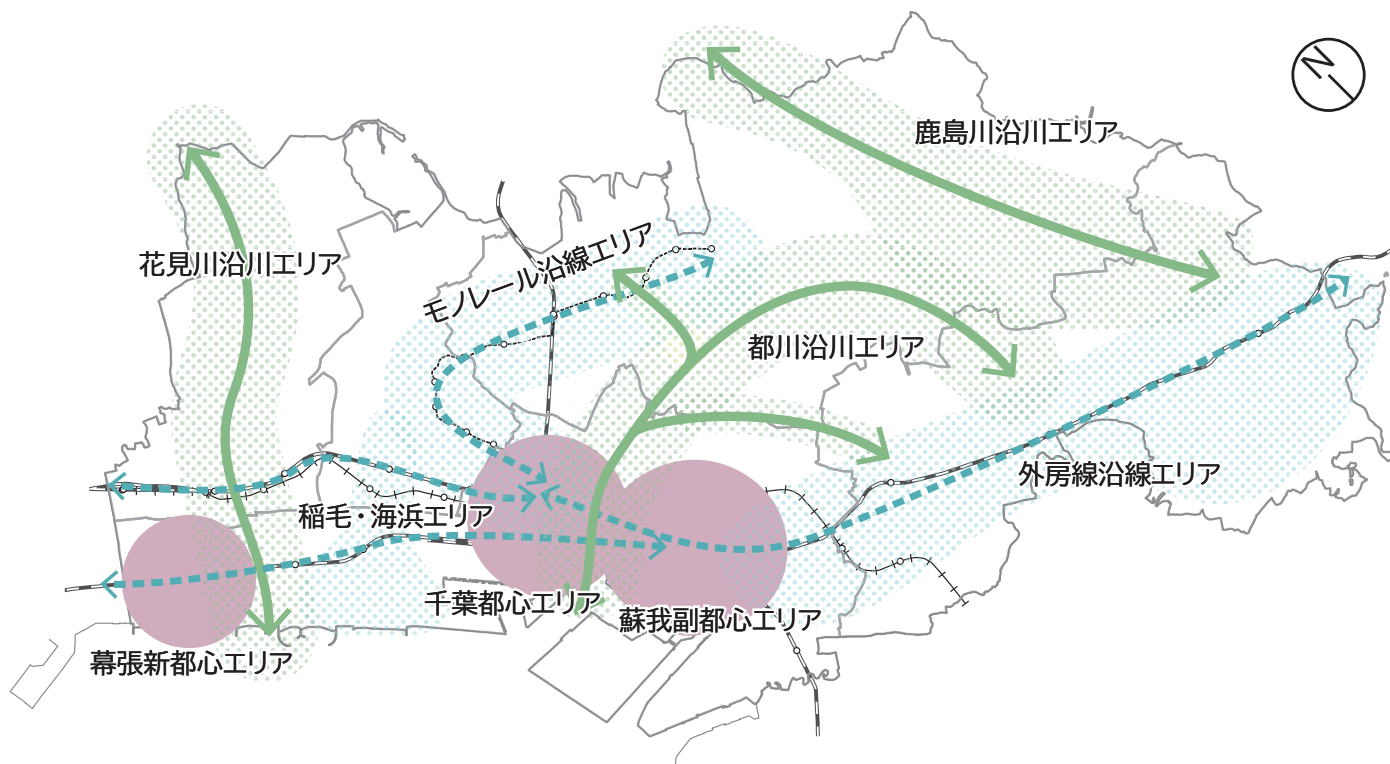 N
鹿島川沿川エリア
花見川沿川エリア
モノレール沿線エリア
都川沿川エリア
外房線沿線エリア
稲毛・海浜エリア
千葉都心エリア
蘇我副都心エリア
幕張新都心エリア